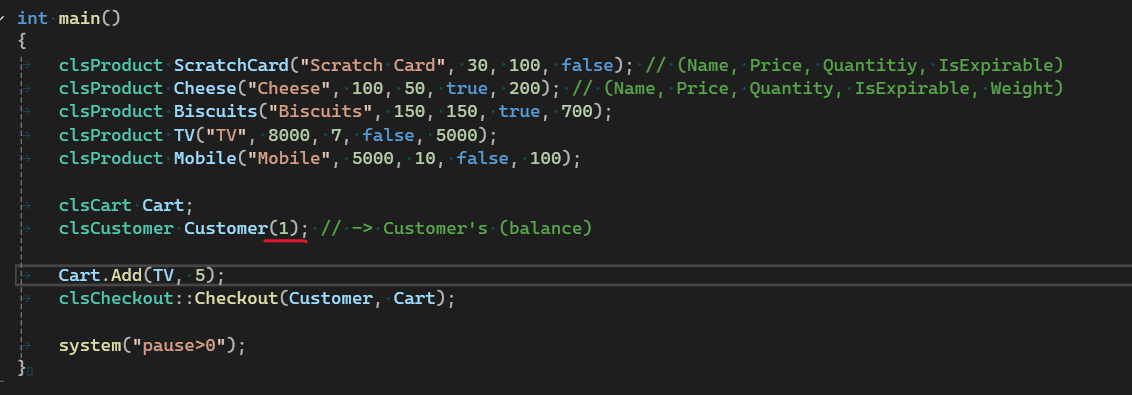 int main()
{
clsProduct ScratchCard("Scratch Card", 30, 100, false); // (Name, Price, Quantitiy, IsExpirable)
clsProduct Cheese("Cheese", 100, 50, true, 200); // (Name, Price, Quantity, IsExpirable, Weight)
clsProduct Biscuits("Biscuits", 150, 150, true, 700);
clsProduct TV("TV", 8000, 7, false, 5000);
clsProduct Mobile("Mobile", 5000, 10, false, 100);
clsCart Cart;
clsCustomer Customer(1); // -> Customer's (balance)
Cart.Add(TV, 5);
clsCheckout::Checkout(Customer, Cart);
system("pause>0");
}